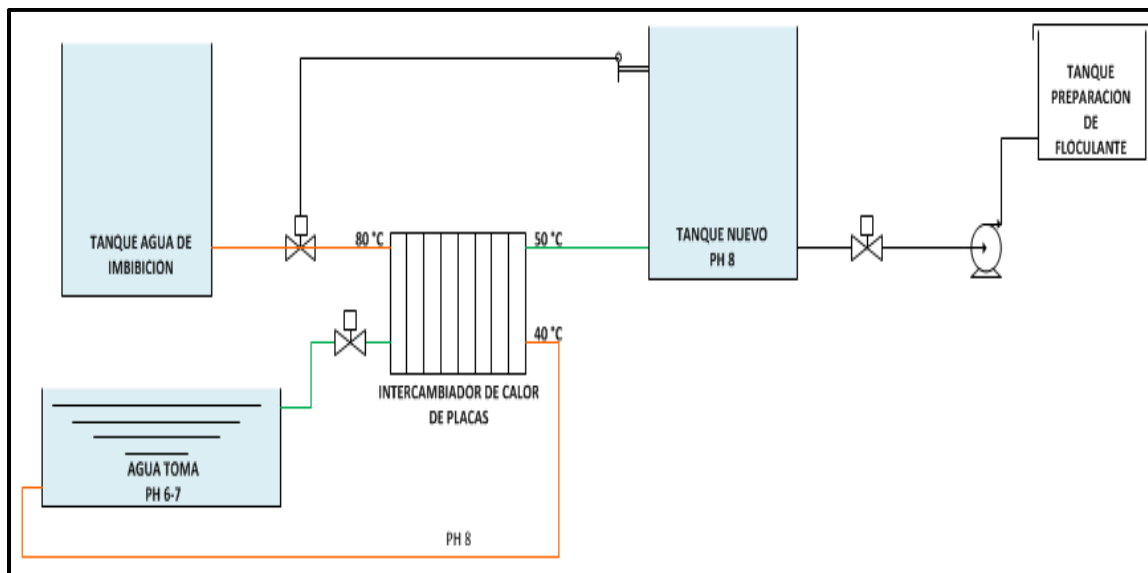 TANQUE AGUA DE
IMBIBICIÓN
80 °C
50 °C
40 °C
INTERCAMBIADOR DE CALOR
DE PLACAS
AGUA TOMA
PH 6-7
PH 8
TANQUE NUEVO
PH 8
TANQUE
PREPARACION
DE
FLOCULANTE